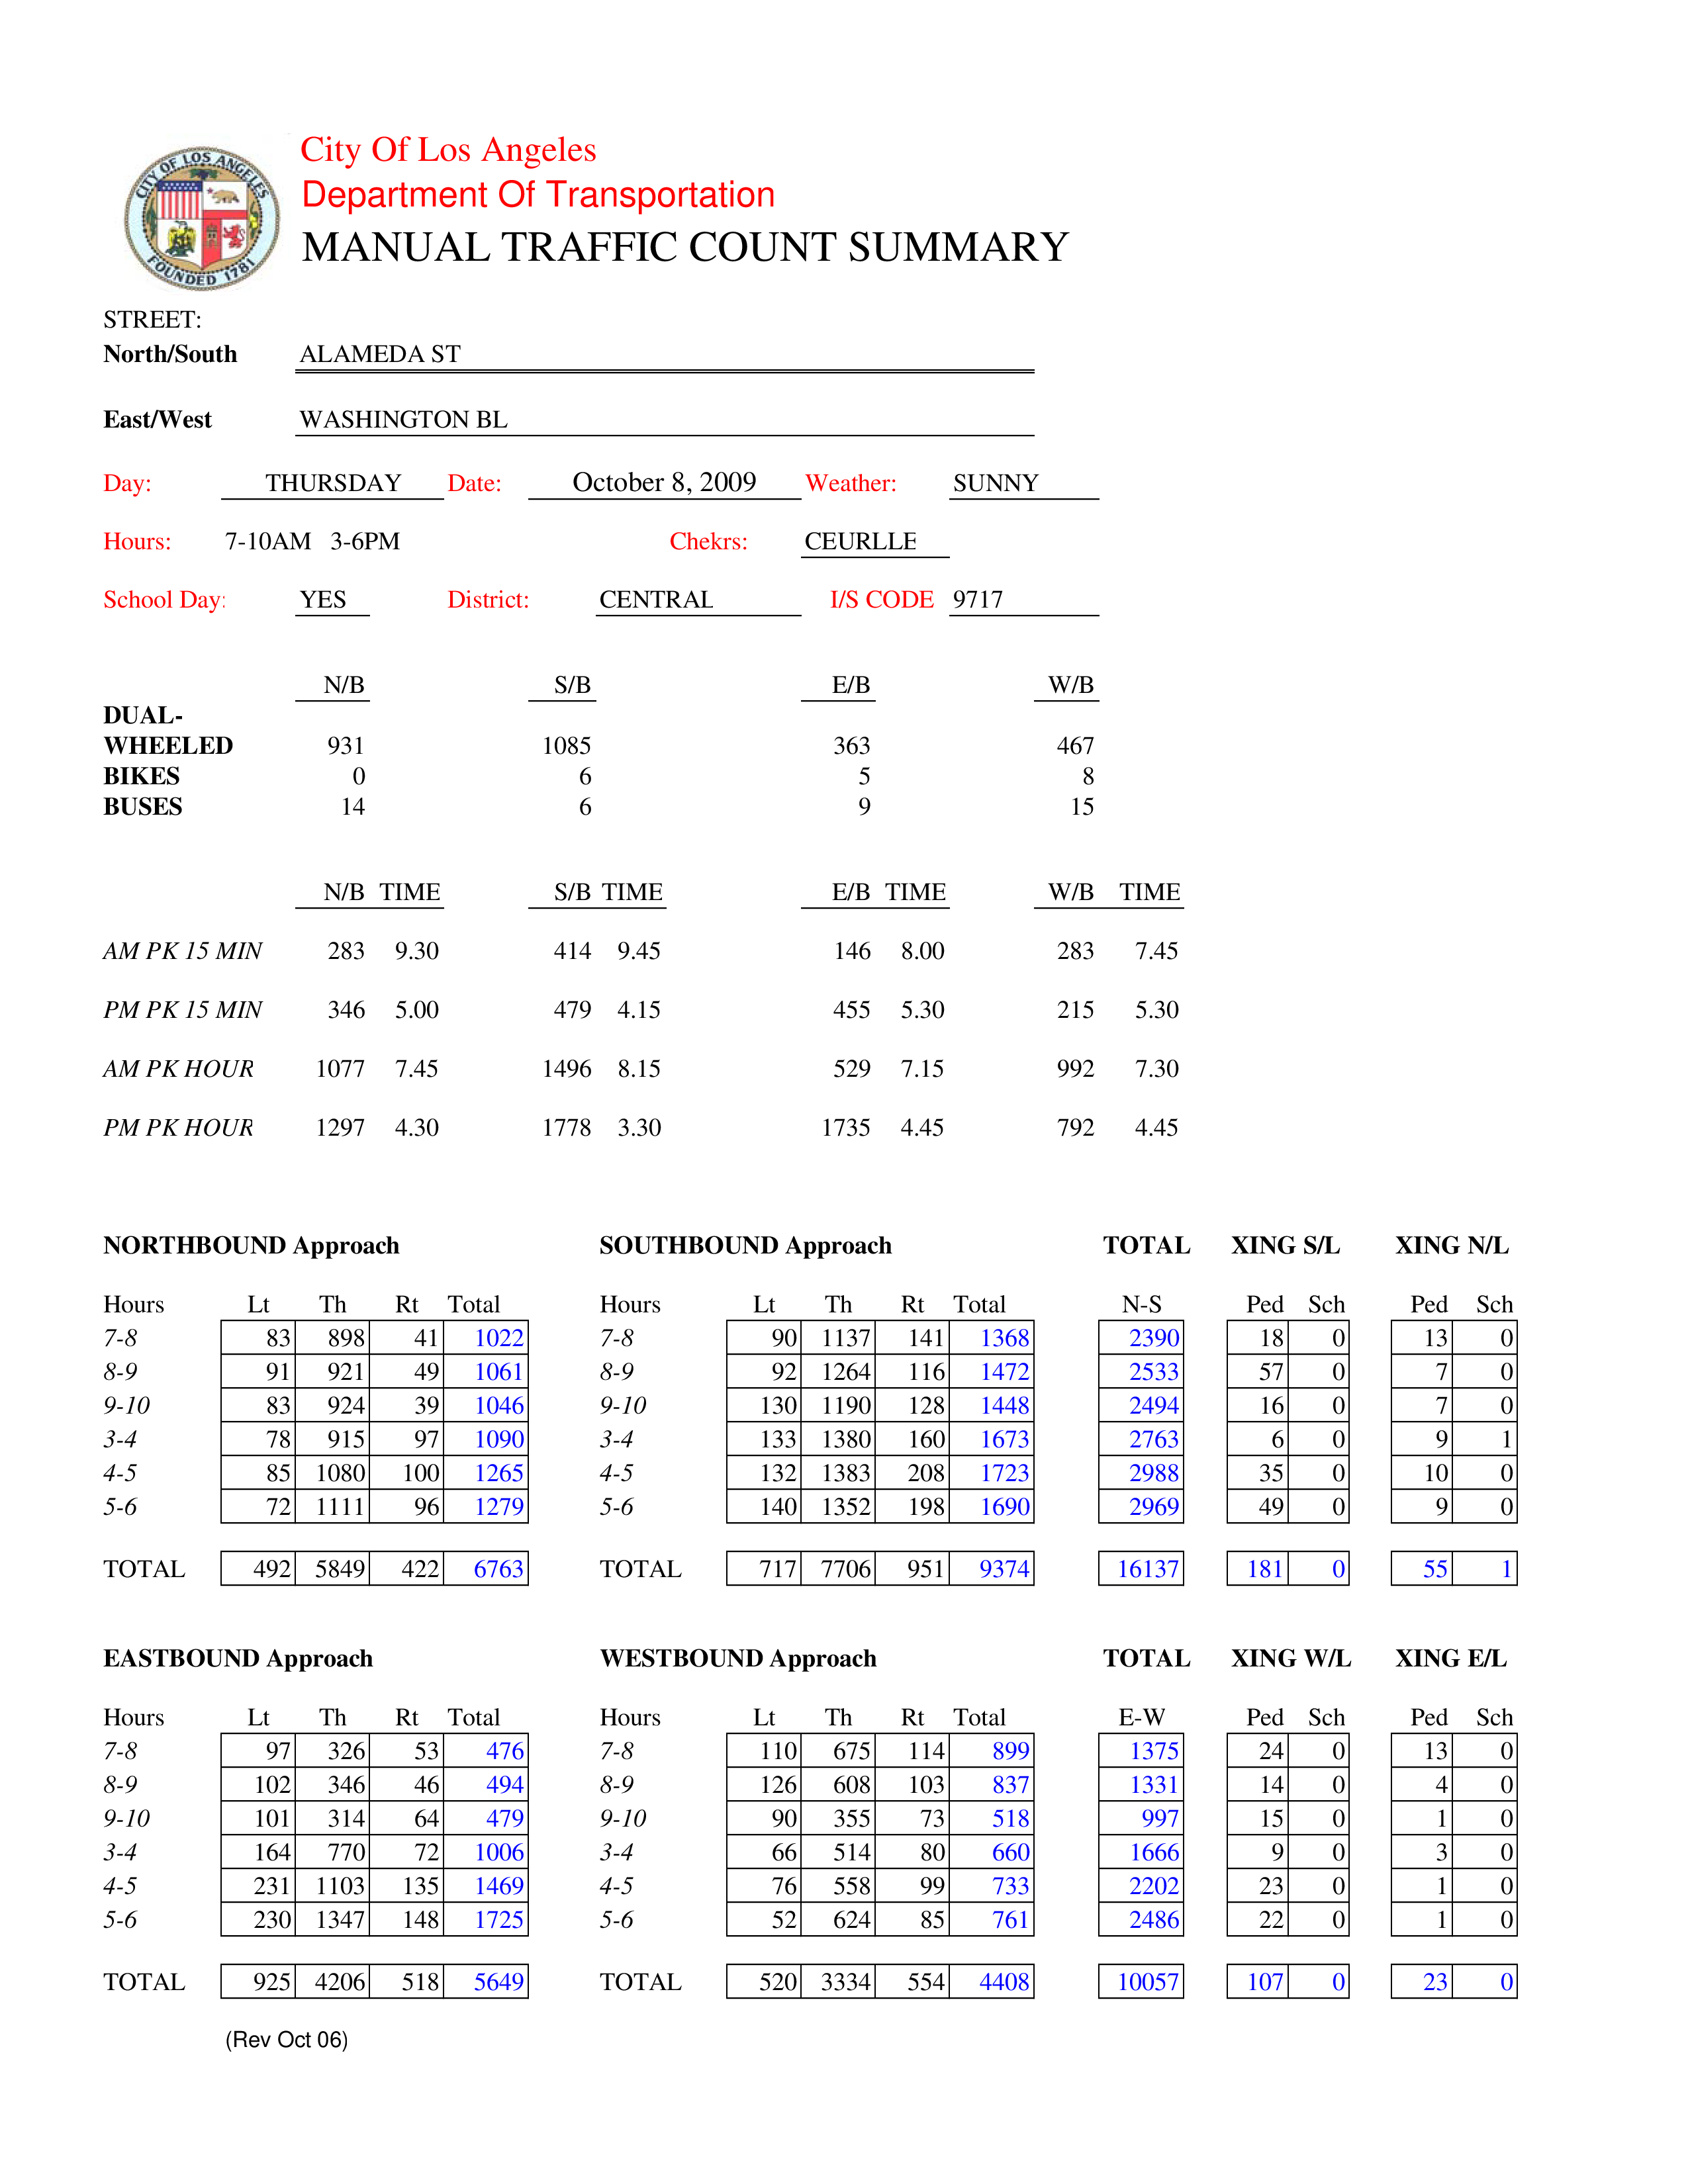 CITY OF LOS ANGELES
FOUNDED 1781
City Of Los Angeles
Department Of Transportation
MANUAL TRAFFIC COUNT SUMMARY
STREET:
North/South ALAMEDA ST
East/West WASHINGTON BL
Day: THURSDAY Date: October 8, 2009 Weather: SUNNY
Hours: 7-10AM 3-6PM Chekrs: CEURLLE
School Day: YES District: CENTRAL I/S CODE 9717
N/B S/B E/B W/B
DUAL-
WHEELED 931 1085 363 467
BIKES 0 6 5 8
BUSES 14 6 9 15
N/B TIME S/B TIME E/B TIME W/B TIME
AM PK 15 MIN 283 9.30 414 9.45 146 8.00 283 7.45
PM PK 15 MIN 346 5.00 479 4.15 455 5.30 215 5.30
AM PK HOUR 1077 7.45 1496 8.15 529 7.15 992 7.30
PM PK HOUR 1297 4.30 1778 3.30 1735 4.45 792 4.45
NORTHBOUND Approach SOUTHBOUND Approach TOTAL XING S/L XING N/L
Hours Lt Th Rt Total Hours Lt Th Rt Total N-S Ped Sch Ped Sch
7-8 83 898 41 1022 7-8 90 1137 141 1368 2390 18 0 13 0
8-9 91 921 49 1061 8-9 92 1264 116 1472 2533 57 0 7 0
9-10 83 924 39 1046 9-10 130 1190 128 1448 2494 16 0 7 0
3-4 78 915 97 1090 3-4 133 1380 160 1673 2763 6 0 9 1
4-5 85 1080 100 1265 4-5 132 1383 208 1723 2988 35 0 10 0
5-6 72 1111 96 1279 5-6 140 1352 198 1690 2969 49 0 9 0
TOTAL 492 5849 422 6763 TOTAL 717 7706 951 9374 16137 181 0 55 1
EASTBOUND Approach WESTBOUND Approach TOTAL XING W/L XING E/L
Hours Lt Th Rt Total Hours Lt Th Rt Total E-W Ped Sch Ped Sch
7-8 97 326 53 476 7-8 110 675 114 899 1375 24 0 13 0
8-9 102 346 46 494 8-9 126 608 103 837 1331 14 0 4 0
9-10 101 314 64 479 9-10 90 355 73 518 997 15 0 1 0
3-4 164 770 72 1006 3-4 66 514 80 660 1666 9 0 3 0
4-5 231 1103 135 1469 4-5 76 558 99 733 2202 23 0 1 0
5-6 230 1347 148 1725 5-6 52 624 85 761 2486 22 0 1 0
TOTAL 925 4206 518 5649 TOTAL 520 3334 554 4408 10057 107 0 23 0
(Rev Oct 06)